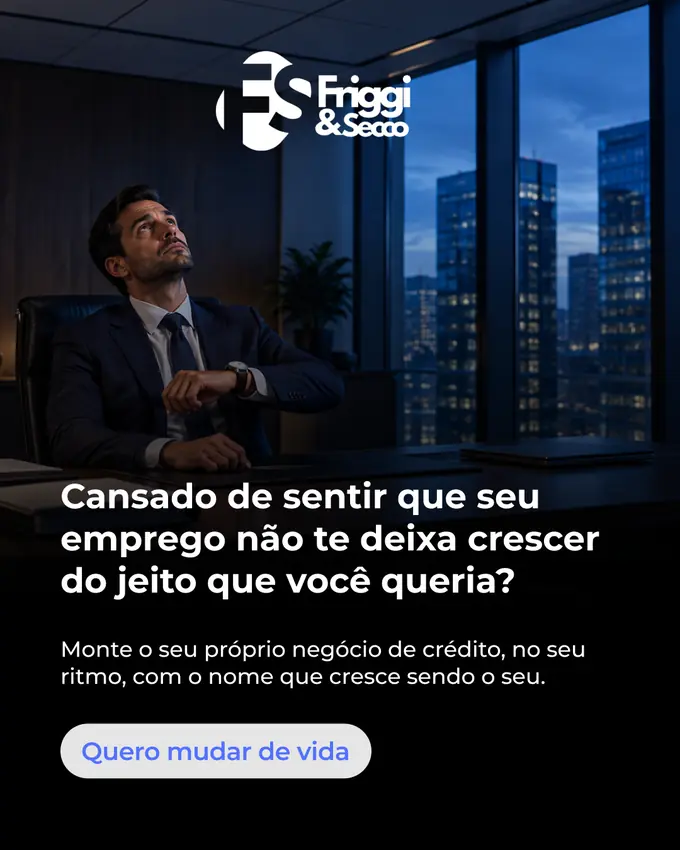 FS Friggi
&Secco
Cansado de sentir que seu
emprego não te deixa crescer
do jeito que você queria?
Monte o seu próprio negócio de crédito, no seu
ritmo, com o nome que cresce sendo o seu.
Quero mudar de vida